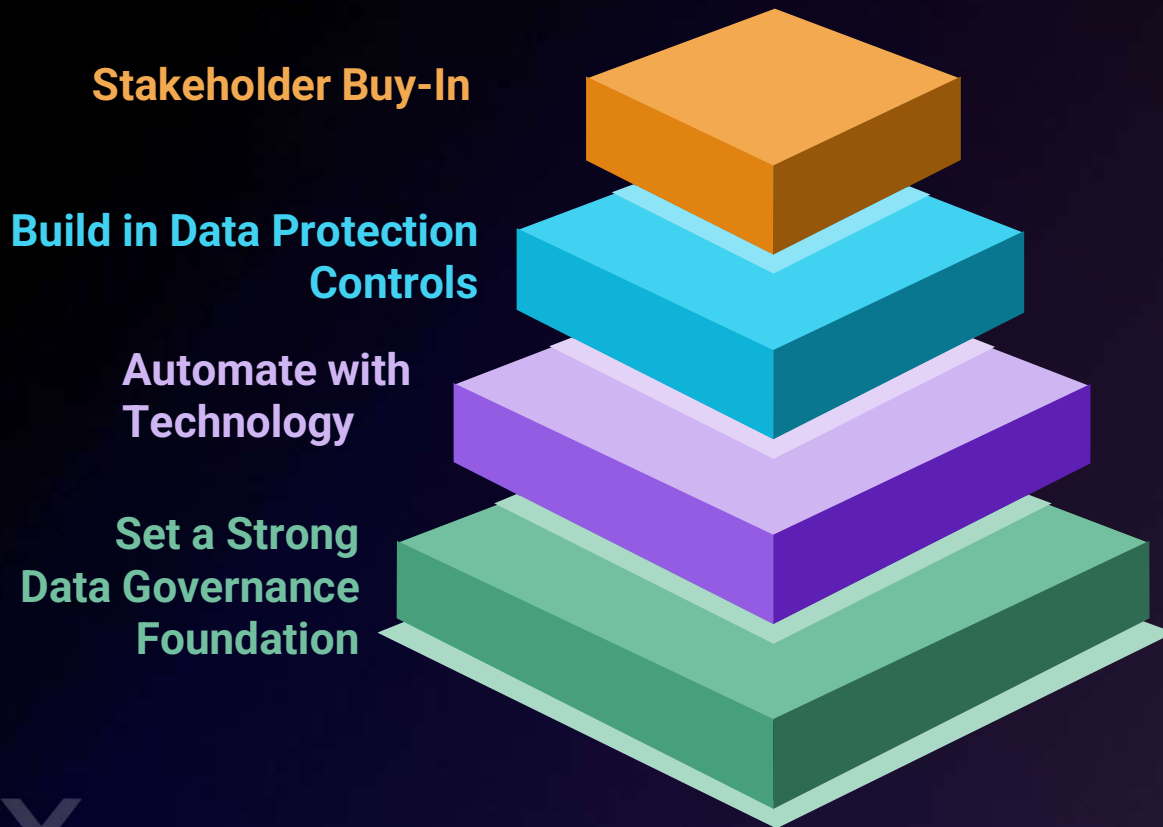 Stakeholder Buy-In
Build in Data Protection
Controls
Automate with
Technology
Set a Strong
Data Governance
Foundation